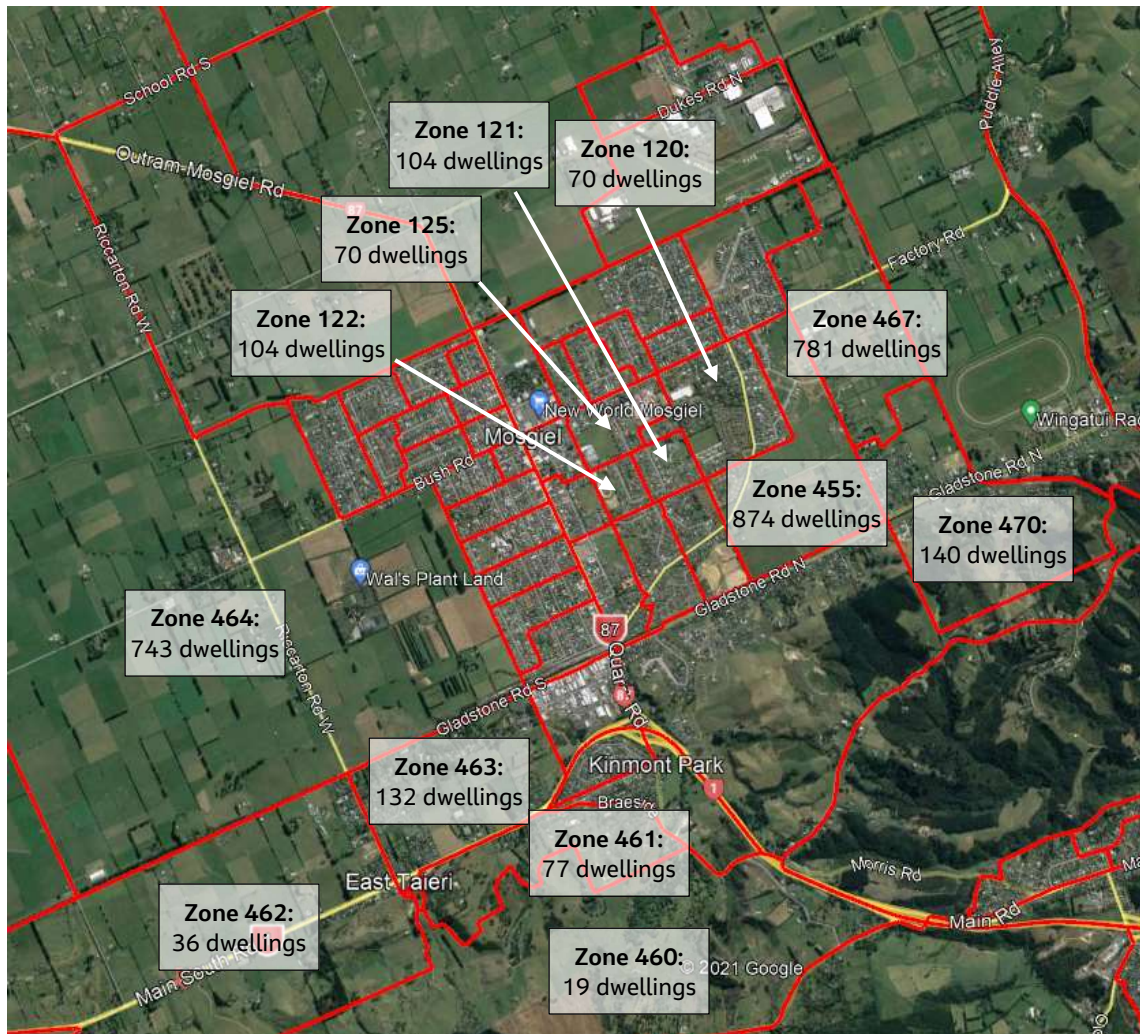 School Rd S
Puddle Alley
Dukes Rd N
Zone 121:
104 dwellings
Zone 120:
70 dwellings
Outram-Mosgiel Rd
87
Zone 125:
70 dwellings
Riccarton Rd W
Factory Rd
Zone 122:
104 dwellings
Zone 467:
781 dwellings
New World Mosgiel
Wingatui Rac
Mosgiel
Bush Rd
Gladstone Rd N
Zone 455:
874 dwellings
Zone 470:
140 dwellings
Wal's Plant Land
Gladstone Rd N
Zone 464:
743 dwellings
87
Riccarton Rd W
Gladstone Rd S
Zone 463:
132 dwellings
Kinmont Park
1
Zone 461:
77 dwellings
East Taieri
Morris Rd
Main Rd
Zone 462:
36 dwellings
Main South
Zone 460:
19 dwellings
© 2021 Google